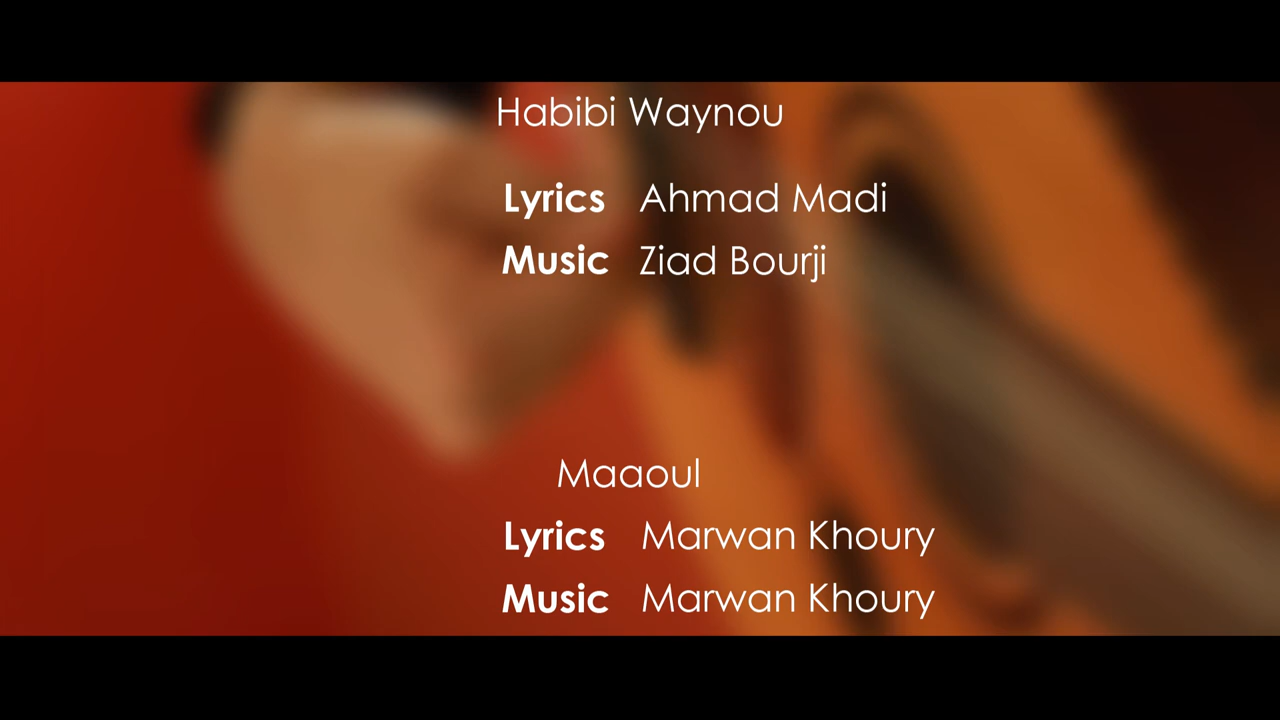 Habibi Waynou
Lyrics Ahmad Madi
Music Ziad Bourji
Maaoul
Lyrics Marwan Khoury
Music Marwan Khoury